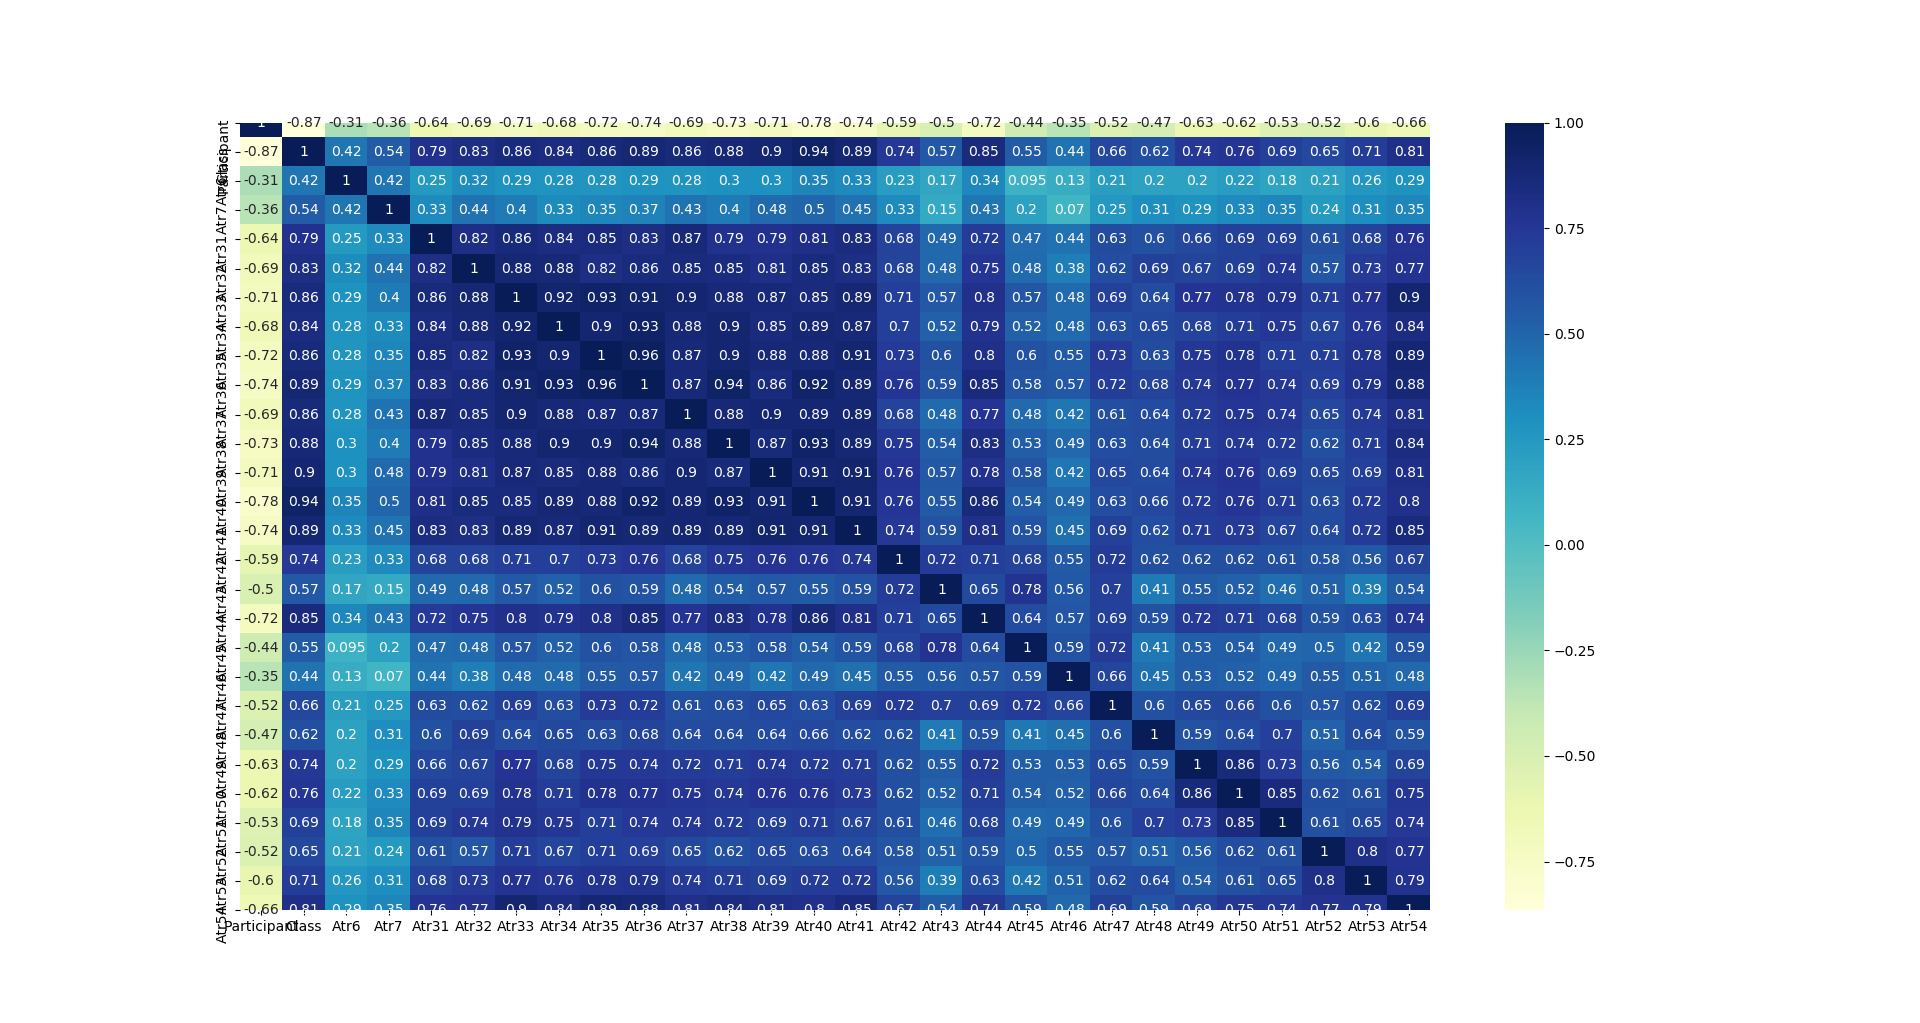 1 -0.87 -0.31 -0.36 -0.64 -0.69 -0.71 -0.68 -0.72 -0.74 -0.69 -0.73 -0.71 -0.78 -0.74 -0.59 -0.5 -0.72 -0.44 -0.35 -0.52 -0.47 -0.63 -0.62 -0.53 -0.52 -0.6 -0.66
-0.87 1 0.42 0.54 0.79 0.83 0.86 0.84 0.86 0.89 0.86 0.88 0.9 0.94 0.89 0.74 0.57 0.85 0.55 0.44 0.66 0.62 0.74 0.76 0.69 0.65 0.71 0.81
-0.31 0.42 1 0.42 0.25 0.32 0.29 0.28 0.28 0.29 0.28 0.3 0.3 0.35 0.33 0.23 0.17 0.34 0.095 0.13 0.21 0.2 0.2 0.22 0.18 0.21 0.26 0.29
-0.36 0.54 0.42 1 0.33 0.44 0.4 0.33 0.35 0.37 0.43 0.4 0.48 0.5 0.45 0.33 0.15 0.43 0.2 0.07 0.25 0.31 0.29 0.33 0.35 0.24 0.31 0.35
-0.64 0.79 0.25 0.33 1 0.82 0.86 0.84 0.85 0.83 0.87 0.79 0.79 0.81 0.83 0.68 0.49 0.72 0.47 0.44 0.63 0.6 0.66 0.69 0.69 0.61 0.68 0.76
-0.69 0.83 0.32 0.44 0.82 1 0.88 0.88 0.82 0.86 0.85 0.85 0.81 0.85 0.83 0.68 0.48 0.75 0.48 0.38 0.62 0.69 0.67 0.69 0.74 0.57 0.73 0.77
-0.71 0.86 0.29 0.4 0.86 0.88 1 0.92 0.93 0.91 0.9 0.88 0.87 0.85 0.89 0.71 0.57 0.8 0.57 0.48 0.69 0.64 0.77 0.78 0.79 0.71 0.77 0.9
-0.68 0.84 0.28 0.33 0.84 0.88 0.92 1 0.9 0.93 0.88 0.9 0.85 0.89 0.87 0.7 0.52 0.79 0.52 0.48 0.63 0.65 0.68 0.71 0.75 0.67 0.76 0.84
-0.72 0.86 0.28 0.35 0.85 0.82 0.93 0.9 1 0.96 0.87 0.9 0.88 0.88 0.91 0.73 0.6 0.8 0.6 0.55 0.73 0.63 0.75 0.78 0.71 0.71 0.78 0.89
-0.74 0.89 0.29 0.37 0.83 0.86 0.91 0.93 0.96 1 0.87 0.94 0.86 0.92 0.89 0.76 0.59 0.85 0.58 0.57 0.72 0.68 0.74 0.77 0.74 0.69 0.79 0.88
-0.69 0.86 0.28 0.43 0.87 0.85 0.9 0.88 0.87 0.87 1 0.88 0.9 0.89 0.89 0.68 0.48 0.77 0.48 0.42 0.61 0.64 0.72 0.75 0.74 0.65 0.74 0.81
-0.73 0.88 0.3 0.4 0.79 0.85 0.88 0.9 0.9 0.94 0.88 1 0.87 0.93 0.89 0.75 0.54 0.83 0.53 0.49 0.63 0.64 0.71 0.74 0.72 0.62 0.71 0.84
-0.71 0.9 0.3 0.48 0.79 0.81 0.87 0.85 0.88 0.86 0.9 0.87 1 0.91 0.91 0.76 0.57 0.78 0.58 0.42 0.65 0.64 0.74 0.76 0.69 0.65 0.69 0.81
-0.78 0.94 0.35 0.5 0.81 0.85 0.85 0.89 0.88 0.92 0.89 0.93 0.91 1 0.91 0.76 0.55 0.86 0.54 0.49 0.63 0.66 0.72 0.76 0.71 0.63 0.72 0.8
-0.74 0.89 0.33 0.45 0.83 0.83 0.89 0.87 0.91 0.89 0.89 0.89 0.91 0.91 1 0.74 0.59 0.81 0.59 0.45 0.69 0.62 0.71 0.73 0.67 0.64 0.72 0.85
-0.59 0.74 0.23 0.33 0.68 0.68 0.71 0.7 0.73 0.76 0.68 0.75 0.76 0.76 0.74 1 0.72 0.71 0.68 0.55 0.72 0.62 0.62 0.62 0.61 0.58 0.56 0.67
-0.5 0.57 0.17 0.15 0.49 0.48 0.57 0.52 0.6 0.59 0.48 0.54 0.57 0.55 0.59 0.72 1 0.65 0.78 0.56 0.7 0.41 0.55 0.52 0.46 0.51 0.39 0.54
-0.72 0.85 0.34 0.43 0.72 0.75 0.8 0.79 0.8 0.85 0.77 0.83 0.78 0.86 0.81 0.71 0.65 1 0.64 0.57 0.69 0.59 0.72 0.71 0.68 0.59 0.63 0.74
-0.44 0.55 0.095 0.2 0.47 0.48 0.57 0.52 0.6 0.58 0.48 0.53 0.58 0.54 0.59 0.68 0.78 0.64 1 0.59 0.72 0.41 0.53 0.54 0.49 0.5 0.42 0.59
-0.35 0.44 0.13 0.07 0.44 0.38 0.48 0.48 0.55 0.57 0.42 0.49 0.42 0.49 0.45 0.55 0.56 0.57 0.59 1 0.66 0.45 0.53 0.52 0.49 0.55 0.51 0.48
-0.52 0.66 0.21 0.25 0.63 0.62 0.69 0.63 0.73 0.72 0.61 0.63 0.65 0.63 0.69 0.72 0.7 0.69 0.72 0.66 1 0.6 0.65 0.66 0.6 0.57 0.62 0.69
-0.47 0.62 0.2 0.31 0.6 0.69 0.64 0.65 0.63 0.68 0.64 0.64 0.64 0.66 0.62 0.62 0.41 0.59 0.41 0.45 0.6 1 0.59 0.64 0.7 0.51 0.64 0.59
-0.63 0.74 0.2 0.29 0.66 0.67 0.77 0.68 0.75 0.74 0.72 0.71 0.74 0.72 0.71 0.62 0.55 0.72 0.53 0.53 0.65 0.59 1 0.86 0.73 0.56 0.54 0.69
-0.62 0.76 0.22 0.33 0.69 0.69 0.78 0.71 0.78 0.77 0.75 0.74 0.76 0.76 0.73 0.62 0.52 0.71 0.54 0.52 0.66 0.64 0.86 1 0.85 0.62 0.61 0.75
-0.53 0.69 0.18 0.35 0.69 0.74 0.79 0.75 0.71 0.74 0.74 0.72 0.69 0.71 0.67 0.61 0.46 0.68 0.49 0.49 0.6 0.7 0.73 0.85 1 0.61 0.65 0.74
-0.52 0.65 0.21 0.24 0.61 0.57 0.71 0.67 0.71 0.69 0.65 0.62 0.65 0.63 0.64 0.58 0.51 0.59 0.5 0.55 0.57 0.51 0.56 0.62 0.61 1 0.8 0.77
-0.6 0.71 0.26 0.31 0.68 0.73 0.77 0.76 0.78 0.79 0.74 0.71 0.69 0.72 0.72 0.56 0.39 0.63 0.42 0.51 0.62 0.64 0.54 0.61 0.65 0.8 1 0.79
-0.66 0.81 0.29 0.35 0.76 0.77 0.9 0.84 0.89 0.88 0.81 0.84 0.81 0.8 0.85 0.67 0.54 0.74 0.59 0.48 0.69 0.59 0.69 0.75 0.74 0.77 0.79 1
Participant
Class
Atr6
Atr7
Atr31
Atr32
Atr33
Atr34
Atr35
Atr36
Atr37
Atr38
Atr39
Atr40
Atr41
Atr42
Atr43
Atr44
Atr45
Atr46
Atr47
Atr48
Atr49
Atr50
Atr51
Atr52
Atr53
Atr54
Participant Class Atr6 Atr7 Atr31 Atr32 Atr33 Atr34 Atr35 Atr36 Atr37 Atr38 Atr39 Atr40 Atr41 Atr42 Atr43 Atr44 Atr45 Atr46 Atr47 Atr48 Atr49 Atr50 Atr51 Atr52 Atr53 Atr54
1.00
0.75
0.50
0.25
0.00
−0.25
−0.50
−0.75